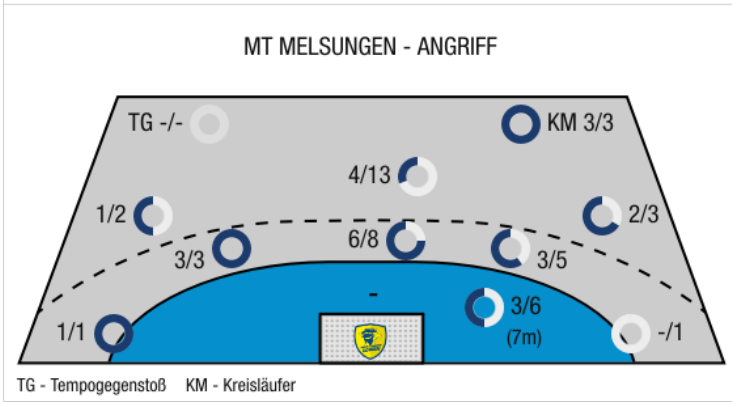 MT MELSUNGEN - ANGRIFF
TG -/-
KM 3/3
4/13
1/2
2/3
3/3
6/8
3/5
-
3/6
(7m)
1/1
-/1
TG - Tempogegenstoß KM - Kreisläufer